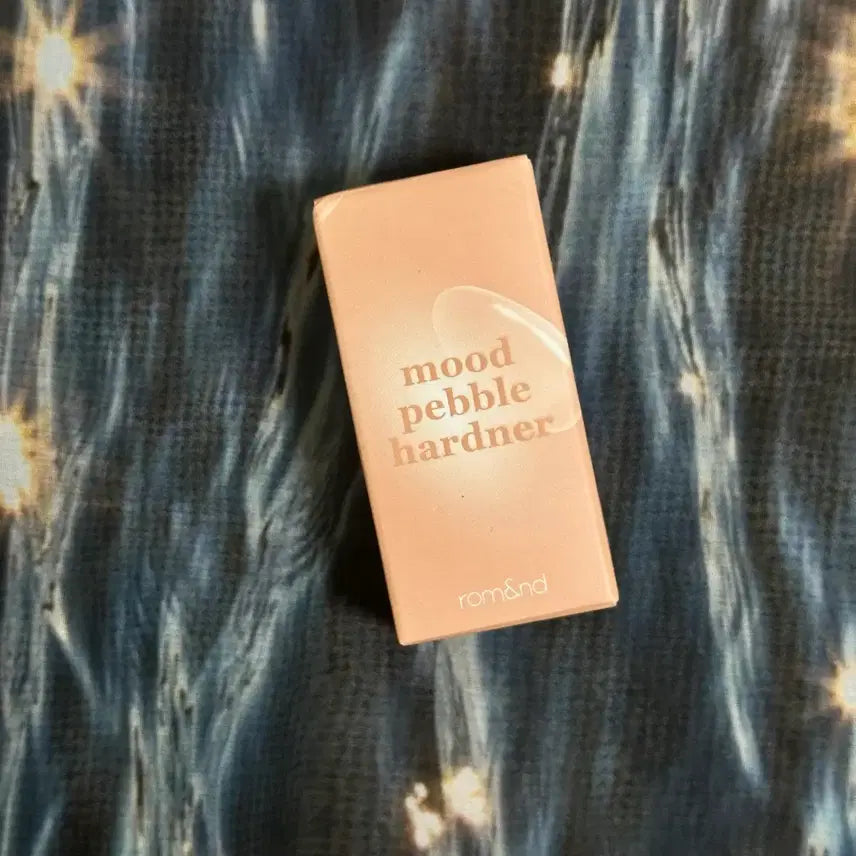 mood
pebble
hardner
rom&nd